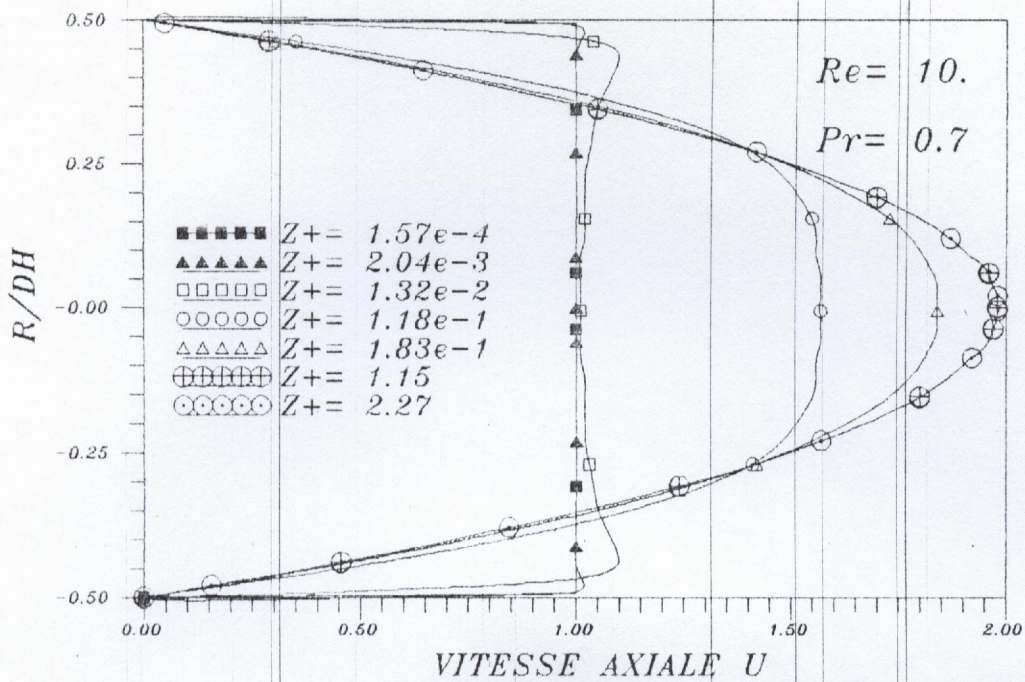 0.50
Re= 10.
Pr= 0.7
0.25
Z+= 1.57e-4
Z+= 2.04e-3
Z+= 1.32e-2
Z+= 1.18e-1
Z+= 1.83e-1
Z+= 1.15
Z+= 2.27
R/DH
-0.00
-0.25
-0.50
0.00 0.50 1.00 1.50 2.00
VITESSE AXIALE U